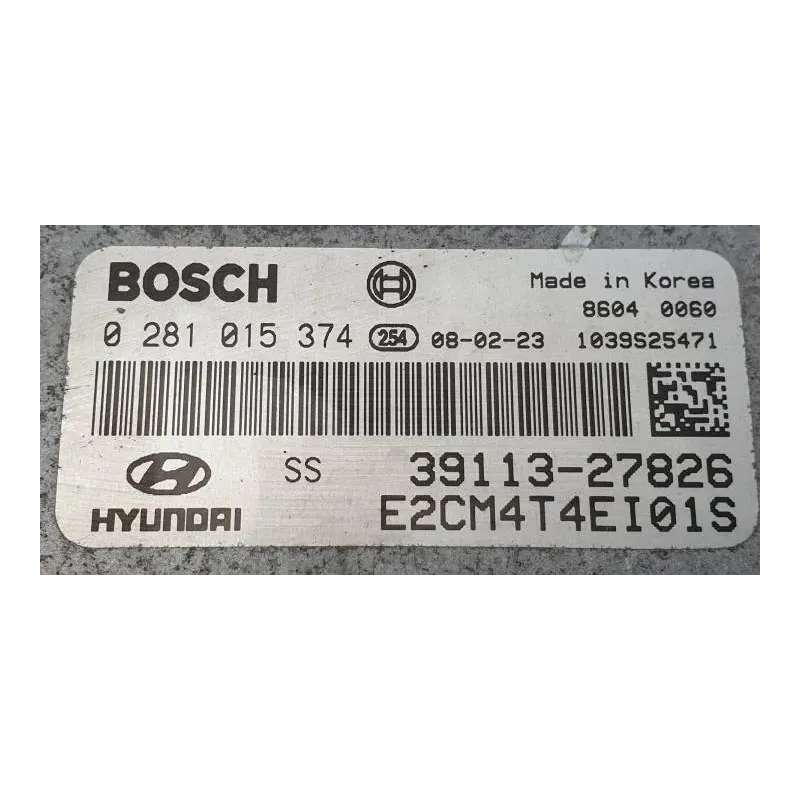 BOSCH
Made in Korea
8604 0060
0 281 015 374 254 08-02-23 1039S25471
SS 39113-27826
HYUNDAI E2CM4T4EI01S